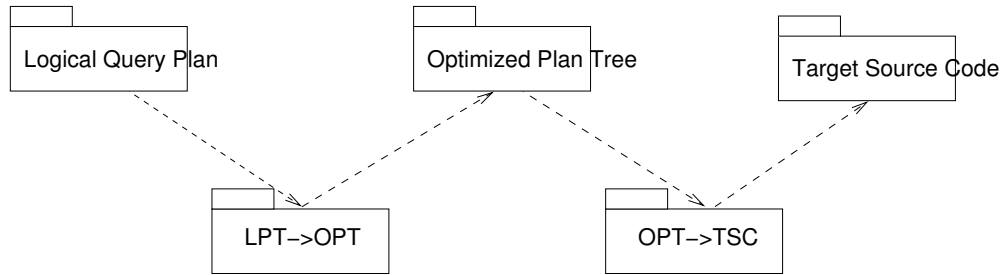 Logical Query Plan
Optimized Plan Tree
Target Source Code
LPT−>OPT
OPT−>TSC